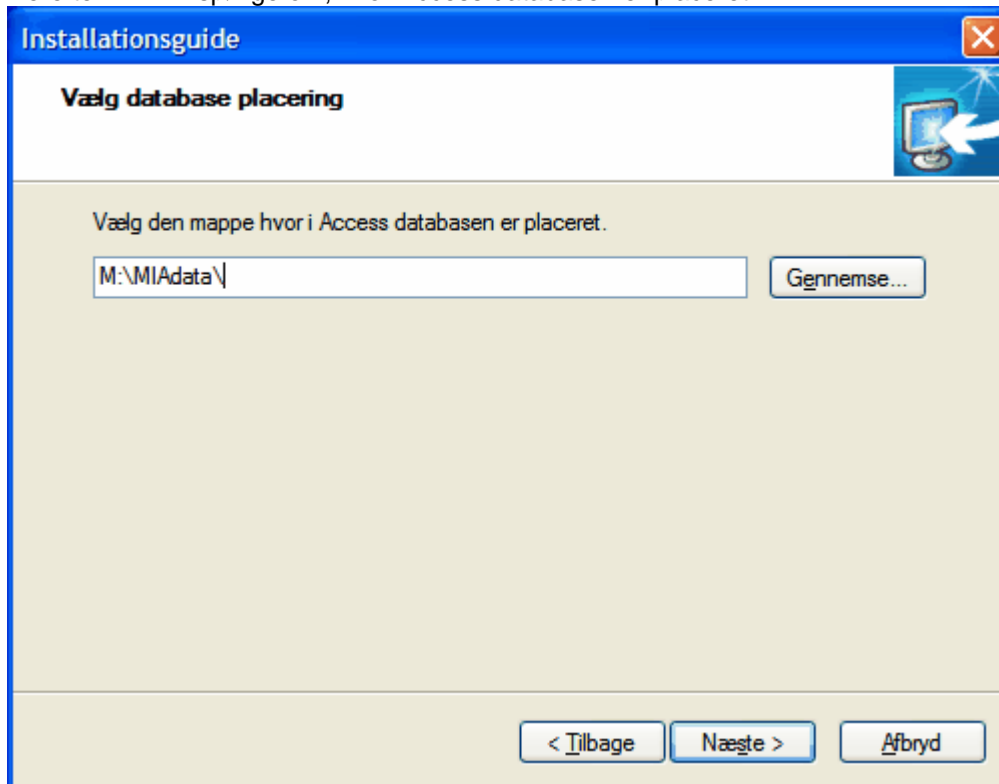 Installationsguide
Vælg database placering
Vælg den mappe hvor i Access databasen er placeret.
M:\MIAdata\
Gennemse...
< Tilbage
Næste >
Afbryd